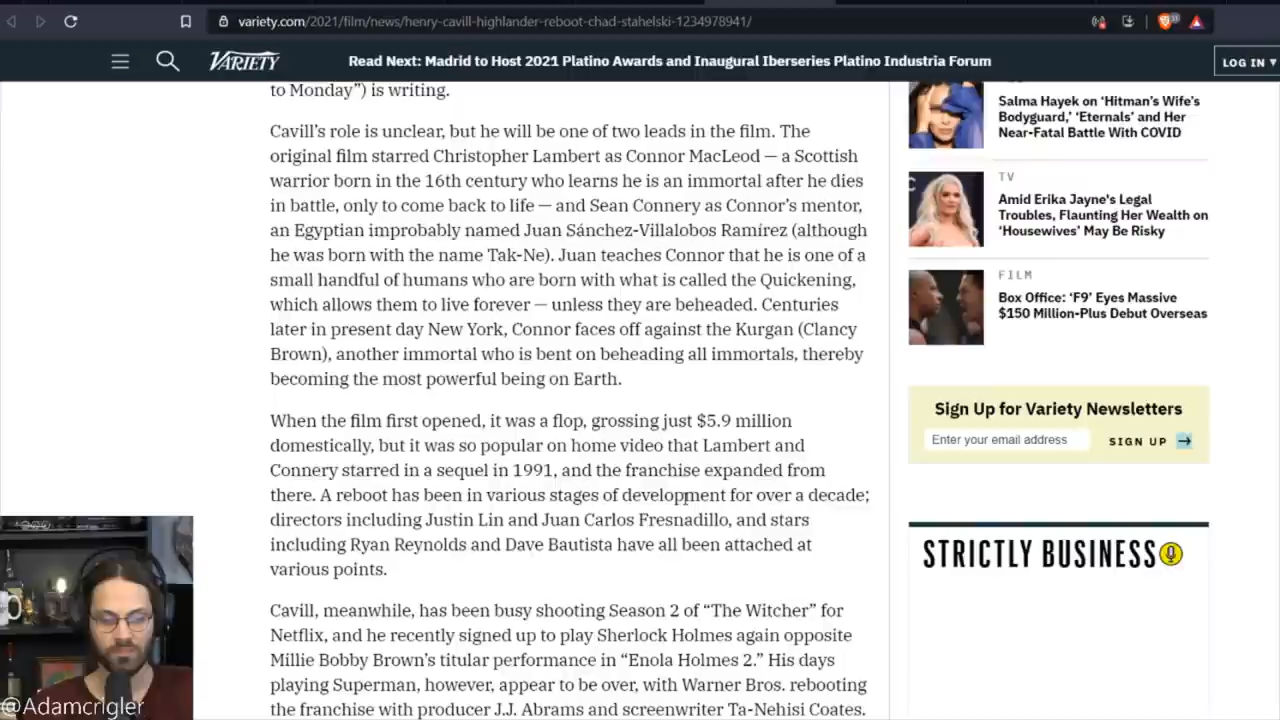 variety.com/2021/film/news/henry-cavill-highlander-reboot-chad-stahelski-1234978941/
VARIETY
Read Next: Madrid to Host 2021 Platino Awards and Inaugural Iberseries Platino Industria Forum
LOG IN
to Monday”) is writing.
Cavill’s role is unclear, but he will be one of two leads in the film. The
original film starred Christopher Lambert as Connor MacLeod — a Scottish
warrior born in the 16th century who learns he is an immortal after he dies
in battle, only to come back to life — and Sean Connery as Connor’s mentor,
an Egyptian improbably named Juan Sánchez-Villalobos Ramírez (although
he was born with the name Tak-Ne). Juan teaches Connor that he is one of a
small handful of humans who are born with what is called the Quickening,
which allows them to live forever — unless they are beheaded. Centuries
later in present day New York, Connor faces off against the Kurgan (Clancy
Brown), another immortal who is bent on beheading all immortals, thereby
becoming the most powerful being on Earth.
When the film first opened, it was a flop, grossing just $5.9 million
domestically, but it was so popular on home video that Lambert and
Connery starred in a sequel in 1991, and the franchise expanded from
there. A reboot has been in various stages of development for over a decade;
directors including Justin Lin and Juan Carlos Fresnadillo, and stars
including Ryan Reynolds and Dave Bautista have all been attached at
various points.
Cavill, meanwhile, has been busy shooting Season 2 of “The Witcher” for
Netflix, and he recently signed up to play Sherlock Holmes again opposite
Millie Bobby Brown’s titular performance in “Enola Holmes 2.” His days
playing Superman, however, appear to be over, with Warner Bros. rebooting
the franchise with producer J.J. Abrams and screenwriter Ta-Nehisi Coates.
Salma Hayek on ‘Hitman’s Wife’s
Bodyguard,’ ‘Eternals’ and Her
Near-Fatal Battle With COVID
TV
Amid Erika Jayne's Legal
Troubles, Flaunting Her Wealth on
‘Housewives’ May Be Risky
FILM
Box Office: ‘F9’ Eyes Massive
$150 Million-Plus Debut Overseas
Sign Up for Variety Newsletters
Enter your email address
SIGN UP →
STRICTLY BUSINESS
@Adamcrigler